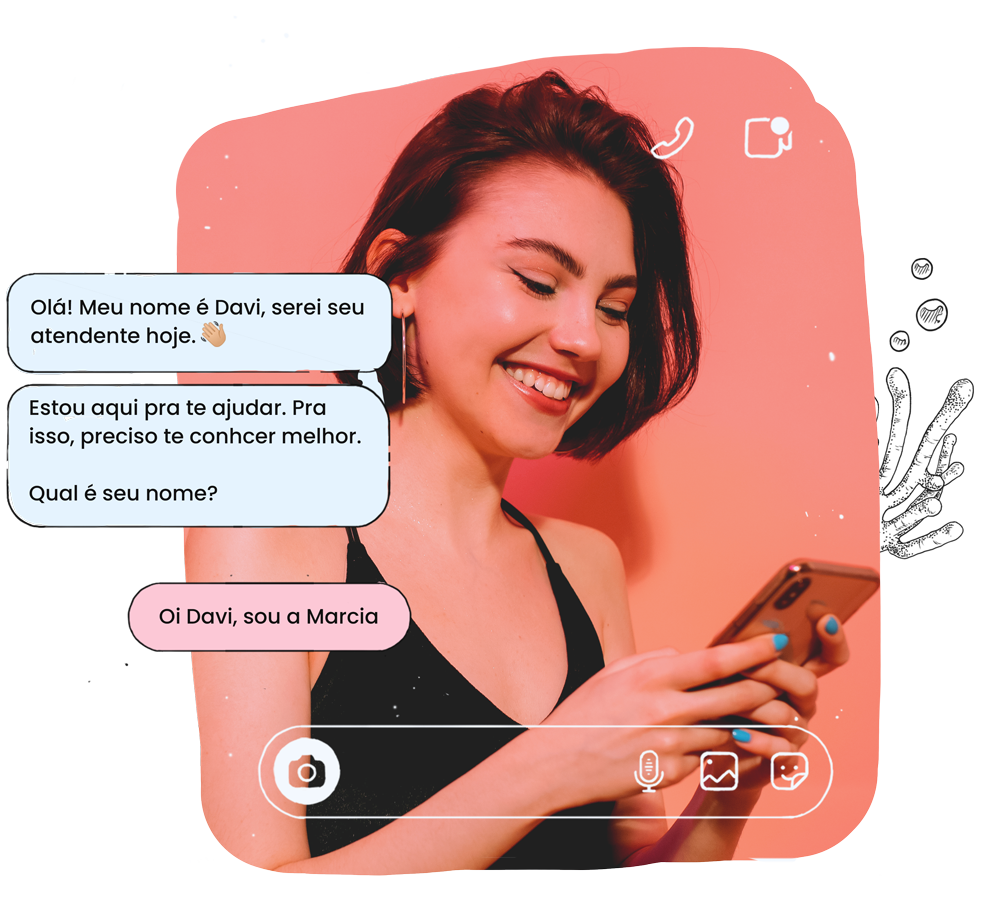 Olá! Meu nome é Davi, serei seu
atendente hoje.👋🏼
Estou aqui pra te ajudar. Pra
isso, preciso te conhcer melhor.
Qual é seu nome?
Oi Davi, sou a Marcia